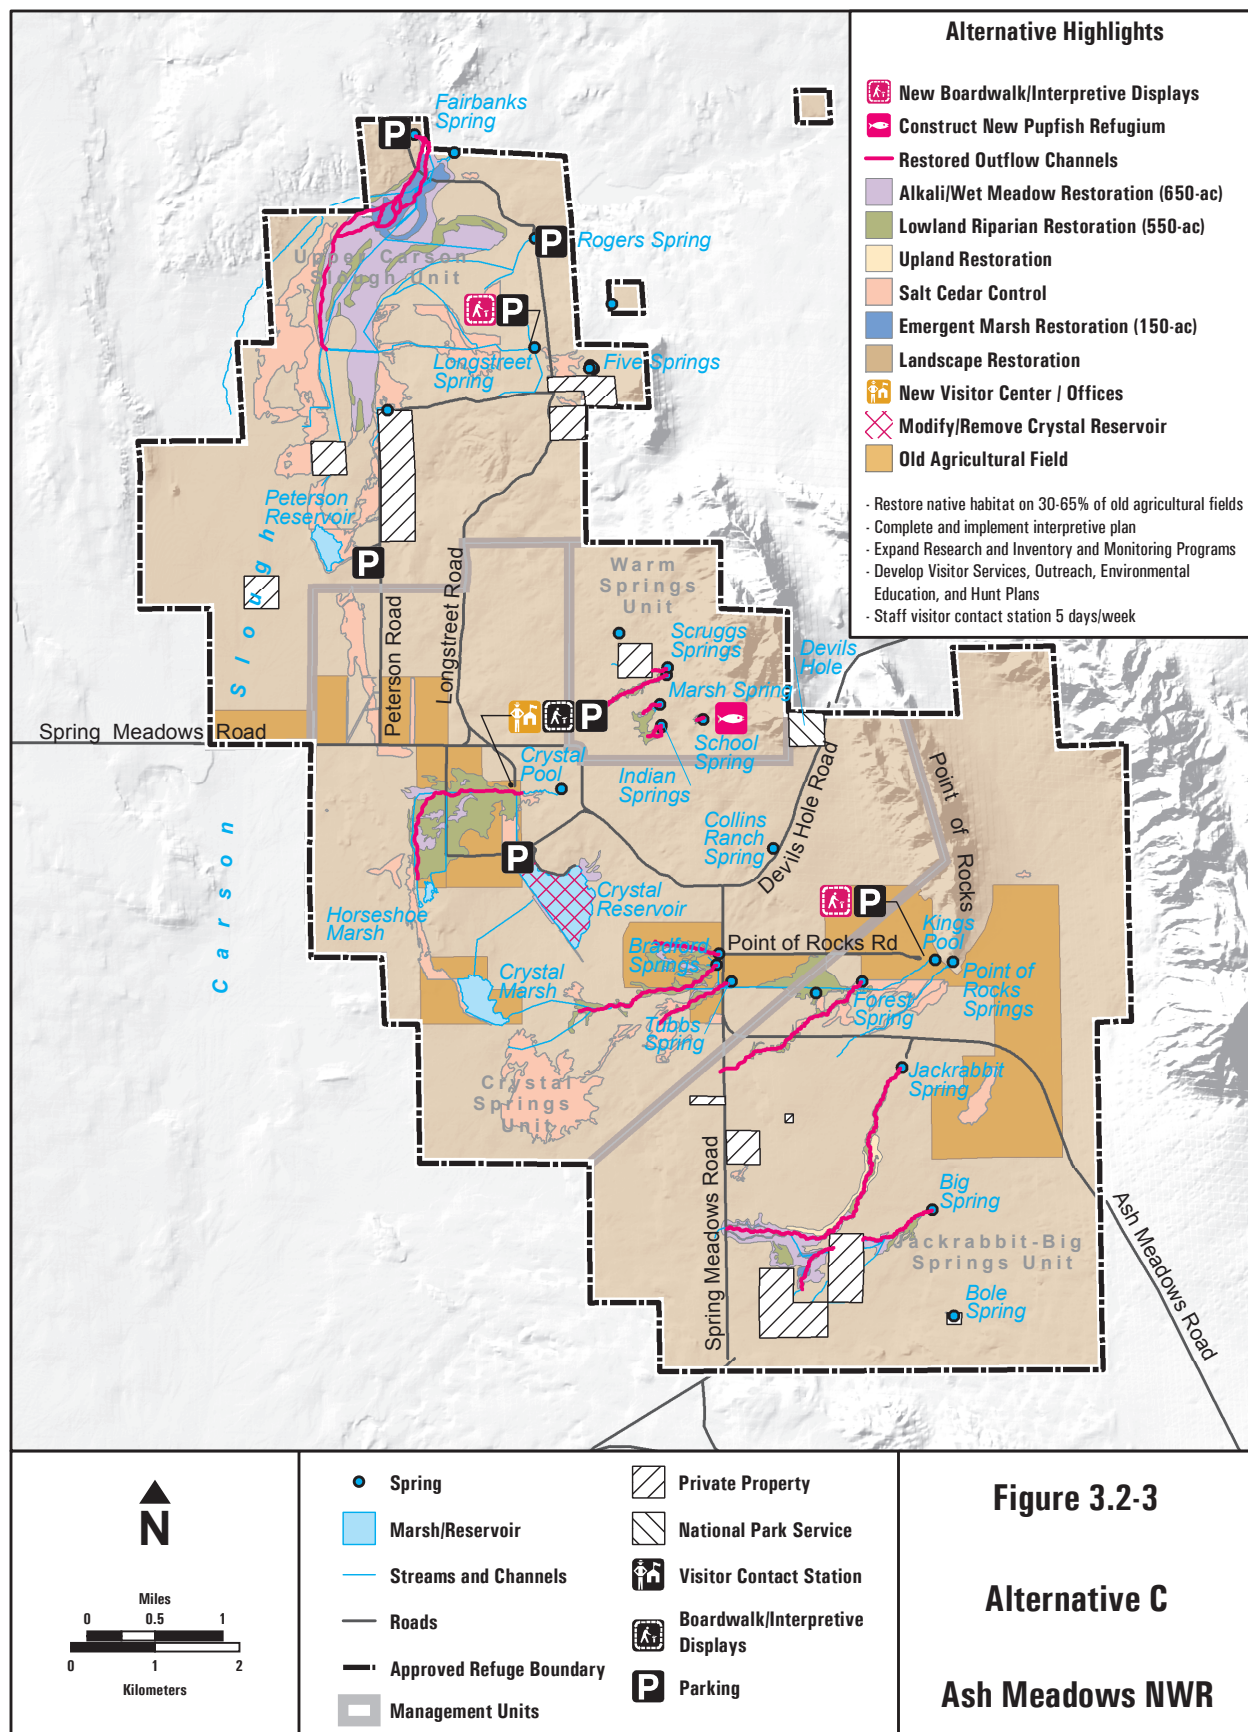 Alternative Highlights
New Boardwalk/Interpretive Displays
Construct New Pupfish Refugium
Restored Outflow Channels
Alkali/Wet Meadow Restoration (650-ac)
Lowland Riparian Restoration (550-ac)
Upland Restoration
Salt Cedar Control
Emergent Marsh Restoration (150-ac)
Landscape Restoration
New Visitor Center / Offices
Modify/Remove Crystal Reservoir
Old Agricultural Field
- Restore native habitat on 30-65% of old agricultural fields
- Complete and implement interpretive plan
- Expand Research and Inventory and Monitoring Programs
- Develop Visitor Services, Outreach, Environmental
Education, and Hunt Plans
- Staff visitor contact station 5 days/week
Fairbanks
Spring
P
Rogers Spring
P
Upper Carson
Slough Unit
P
Longstreet
Spring
Five Springs
Peterson
Reservoir
P
Carson Slough
Peterson Road
Longstreet Road
Warm
Springs
Unit
Scruggs
Springs
Devils
Hole
Marsh Spring
P
School
Spring
Indian
Springs
Spring Meadows Road
Crystal
Pool
Collins
Ranch
Spring
Devils Hole Road
Point of Rocks
P
Crystal
Reservoir
Horseshoe
Marsh
P
Kings
Pool
Bradford
Springs
Point of Rocks Rd
Crystal
Marsh
Point of
Rocks
Springs
Forest
Spring
Tubbs
Spring
Crystal
Springs
Unit
Jackrabbit
Spring
Spring Meadows Road
Big
Spring
Jackrabbit-Big
Springs Unit
Bole
Spring
Ash Meadows Road
N
Miles
0 0.5 1
0 1 2
Kilometers
Spring
Marsh/Reservoir
Streams and Channels
Roads
Approved Refuge Boundary
Management Units
Private Property
National Park Service
Visitor Contact Station
Boardwalk/Interpretive
Displays
P Parking
Figure 3.2-3
Alternative C
Ash Meadows NWR